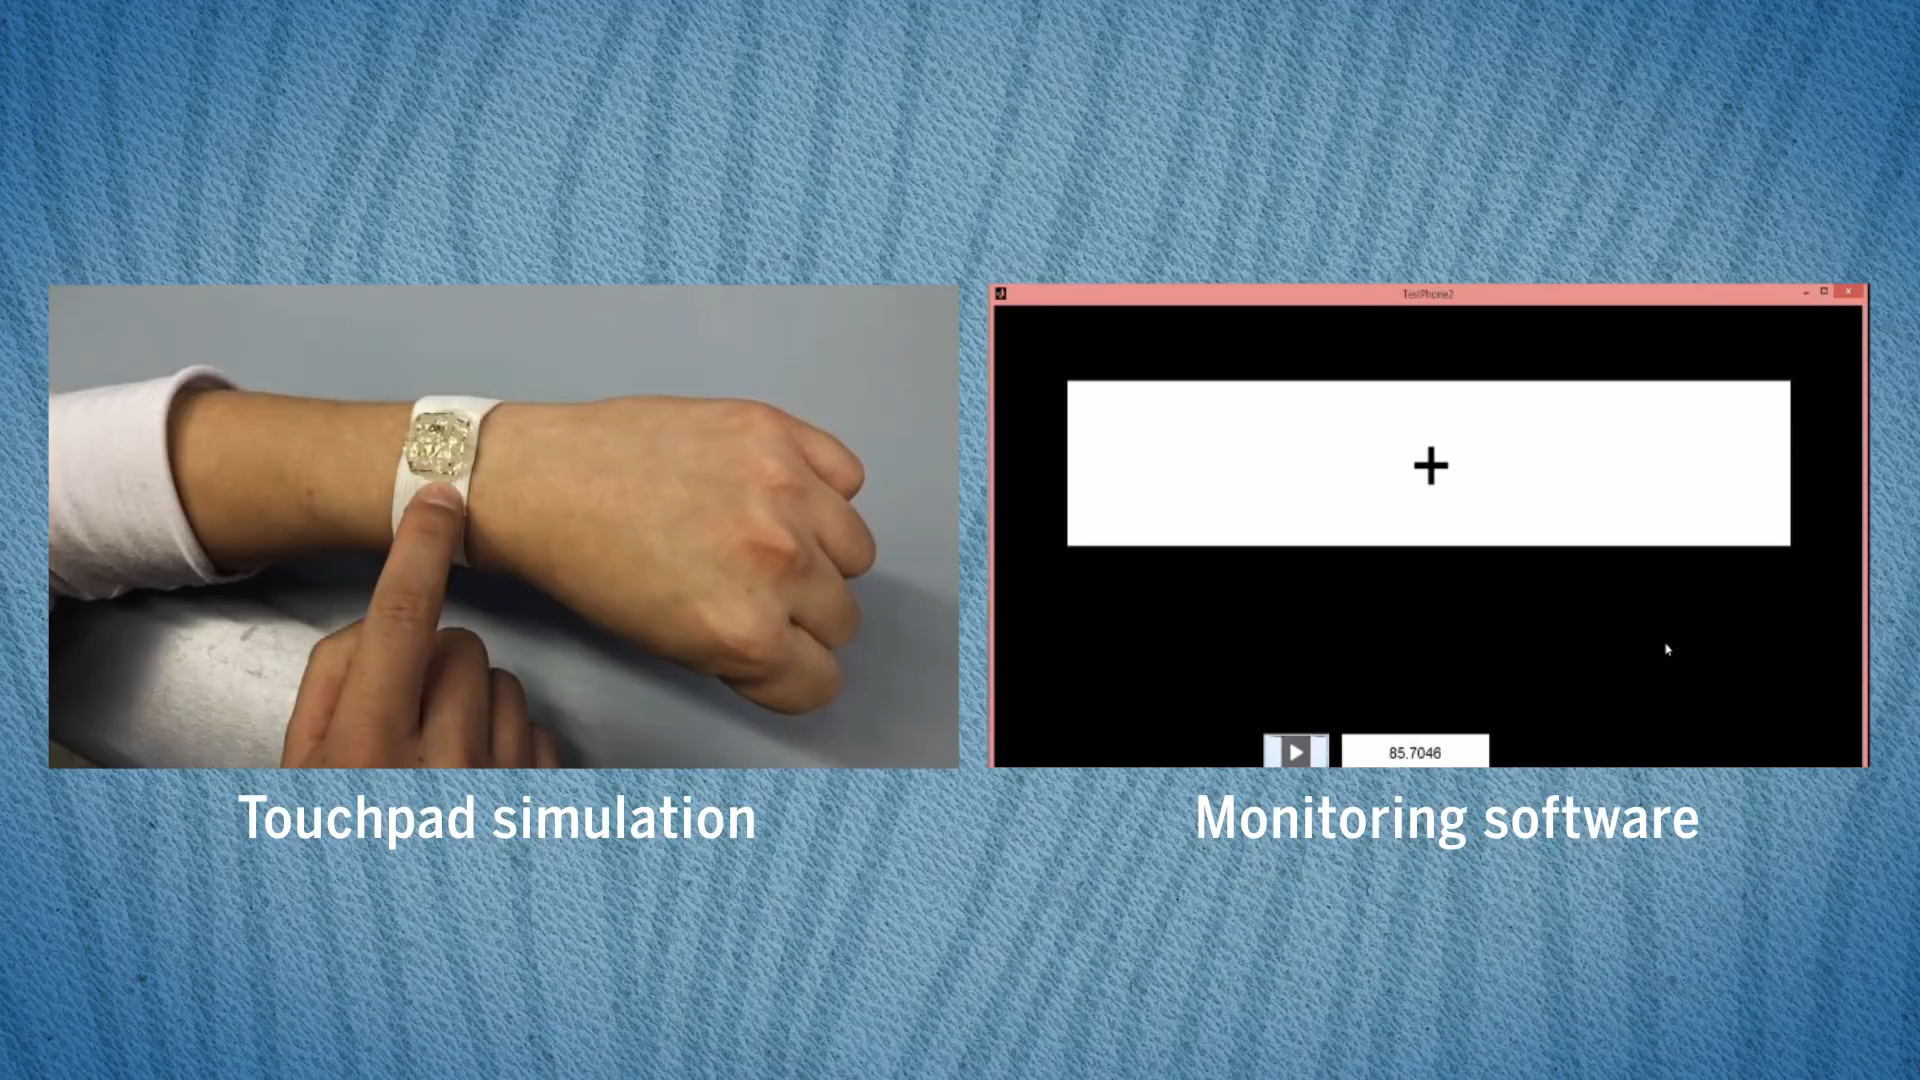 TestPhone2
+
85.7046
Touchpad simulation
Monitoring software